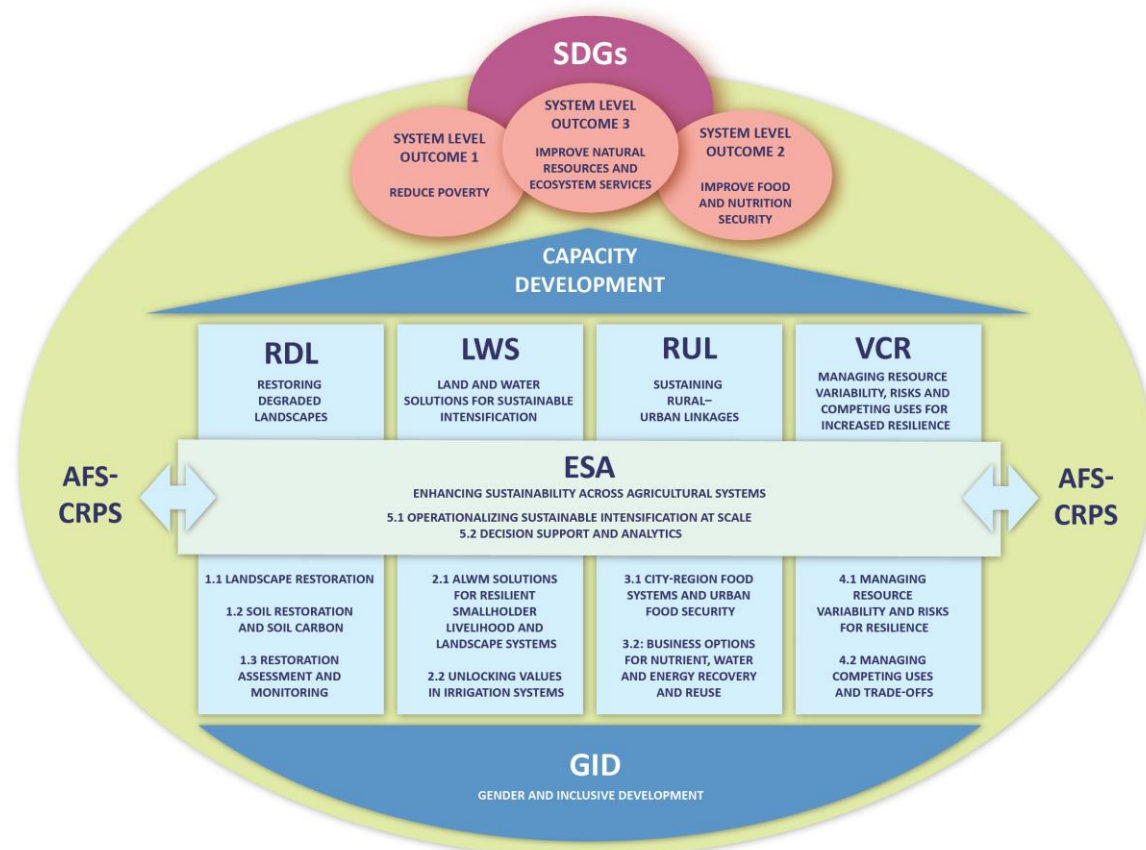 SDGs
SYSTEM LEVEL
OUTCOME 1
REDUCE POVERTY
SYSTEM LEVEL
OUTCOME 3
IMPROVE NATURAL
RESOURCES AND
ECOSYSTEM SERVICES
SYSTEM LEVEL
OUTCOME 2
IMPROVE FOOD
AND NUTRITION
SECURITY
CAPACITY
DEVELOPMENT
RDL
RESTORING
DEGRADED
LANDSCAPES
LWS
LAND AND WATER
SOLUTIONS FOR SUSTAINABLE
INTENSIFICATION
RUL
SUSTAINING
RURAL–
URBAN LINKAGES
VCR
MANAGING RESOURCE
VARIABILITY, RISKS AND
COMPETING USES FOR
INCREASED RESILIENCE
AFS-
CRPS
ESA
ENHANCING SUSTAINABILITY ACROSS AGRICULTURAL SYSTEMS
5.1 OPERATIONALIZING SUSTAINABLE INTENSIFICATION AT SCALE
5.2 DECISION SUPPORT AND ANALYTICS
AFS-
CRPS
1.1 LANDSCAPE RESTORATION
1.2 SOIL RESTORATION
AND SOIL CARBON
1.3 RESTORATION
ASSESSMENT AND
MONITORING
2.1 ALWM SOLUTIONS
FOR RESILIENT
SMALLHOLDER
LIVELIHOOD AND
LANDSCAPE SYSTEMS
2.2 UNLOCKING VALUES
IN IRRIGATION SYSTEMS
3.1 CITY-REGION FOOD
SYSTEMS AND URBAN
FOOD SECURITY
3.2: BUSINESS OPTIONS
FOR NUTRIENT, WATER
AND ENERGY RECOVERY
AND REUSE
4.1 MANAGING
RESOURCE
VARIABILITY AND RISKS
FOR RESILIENCE
4.2 MANAGING
COMPETING USES
AND TRADE-OFFS
GID
GENDER AND INCLUSIVE DEVELOPMENT